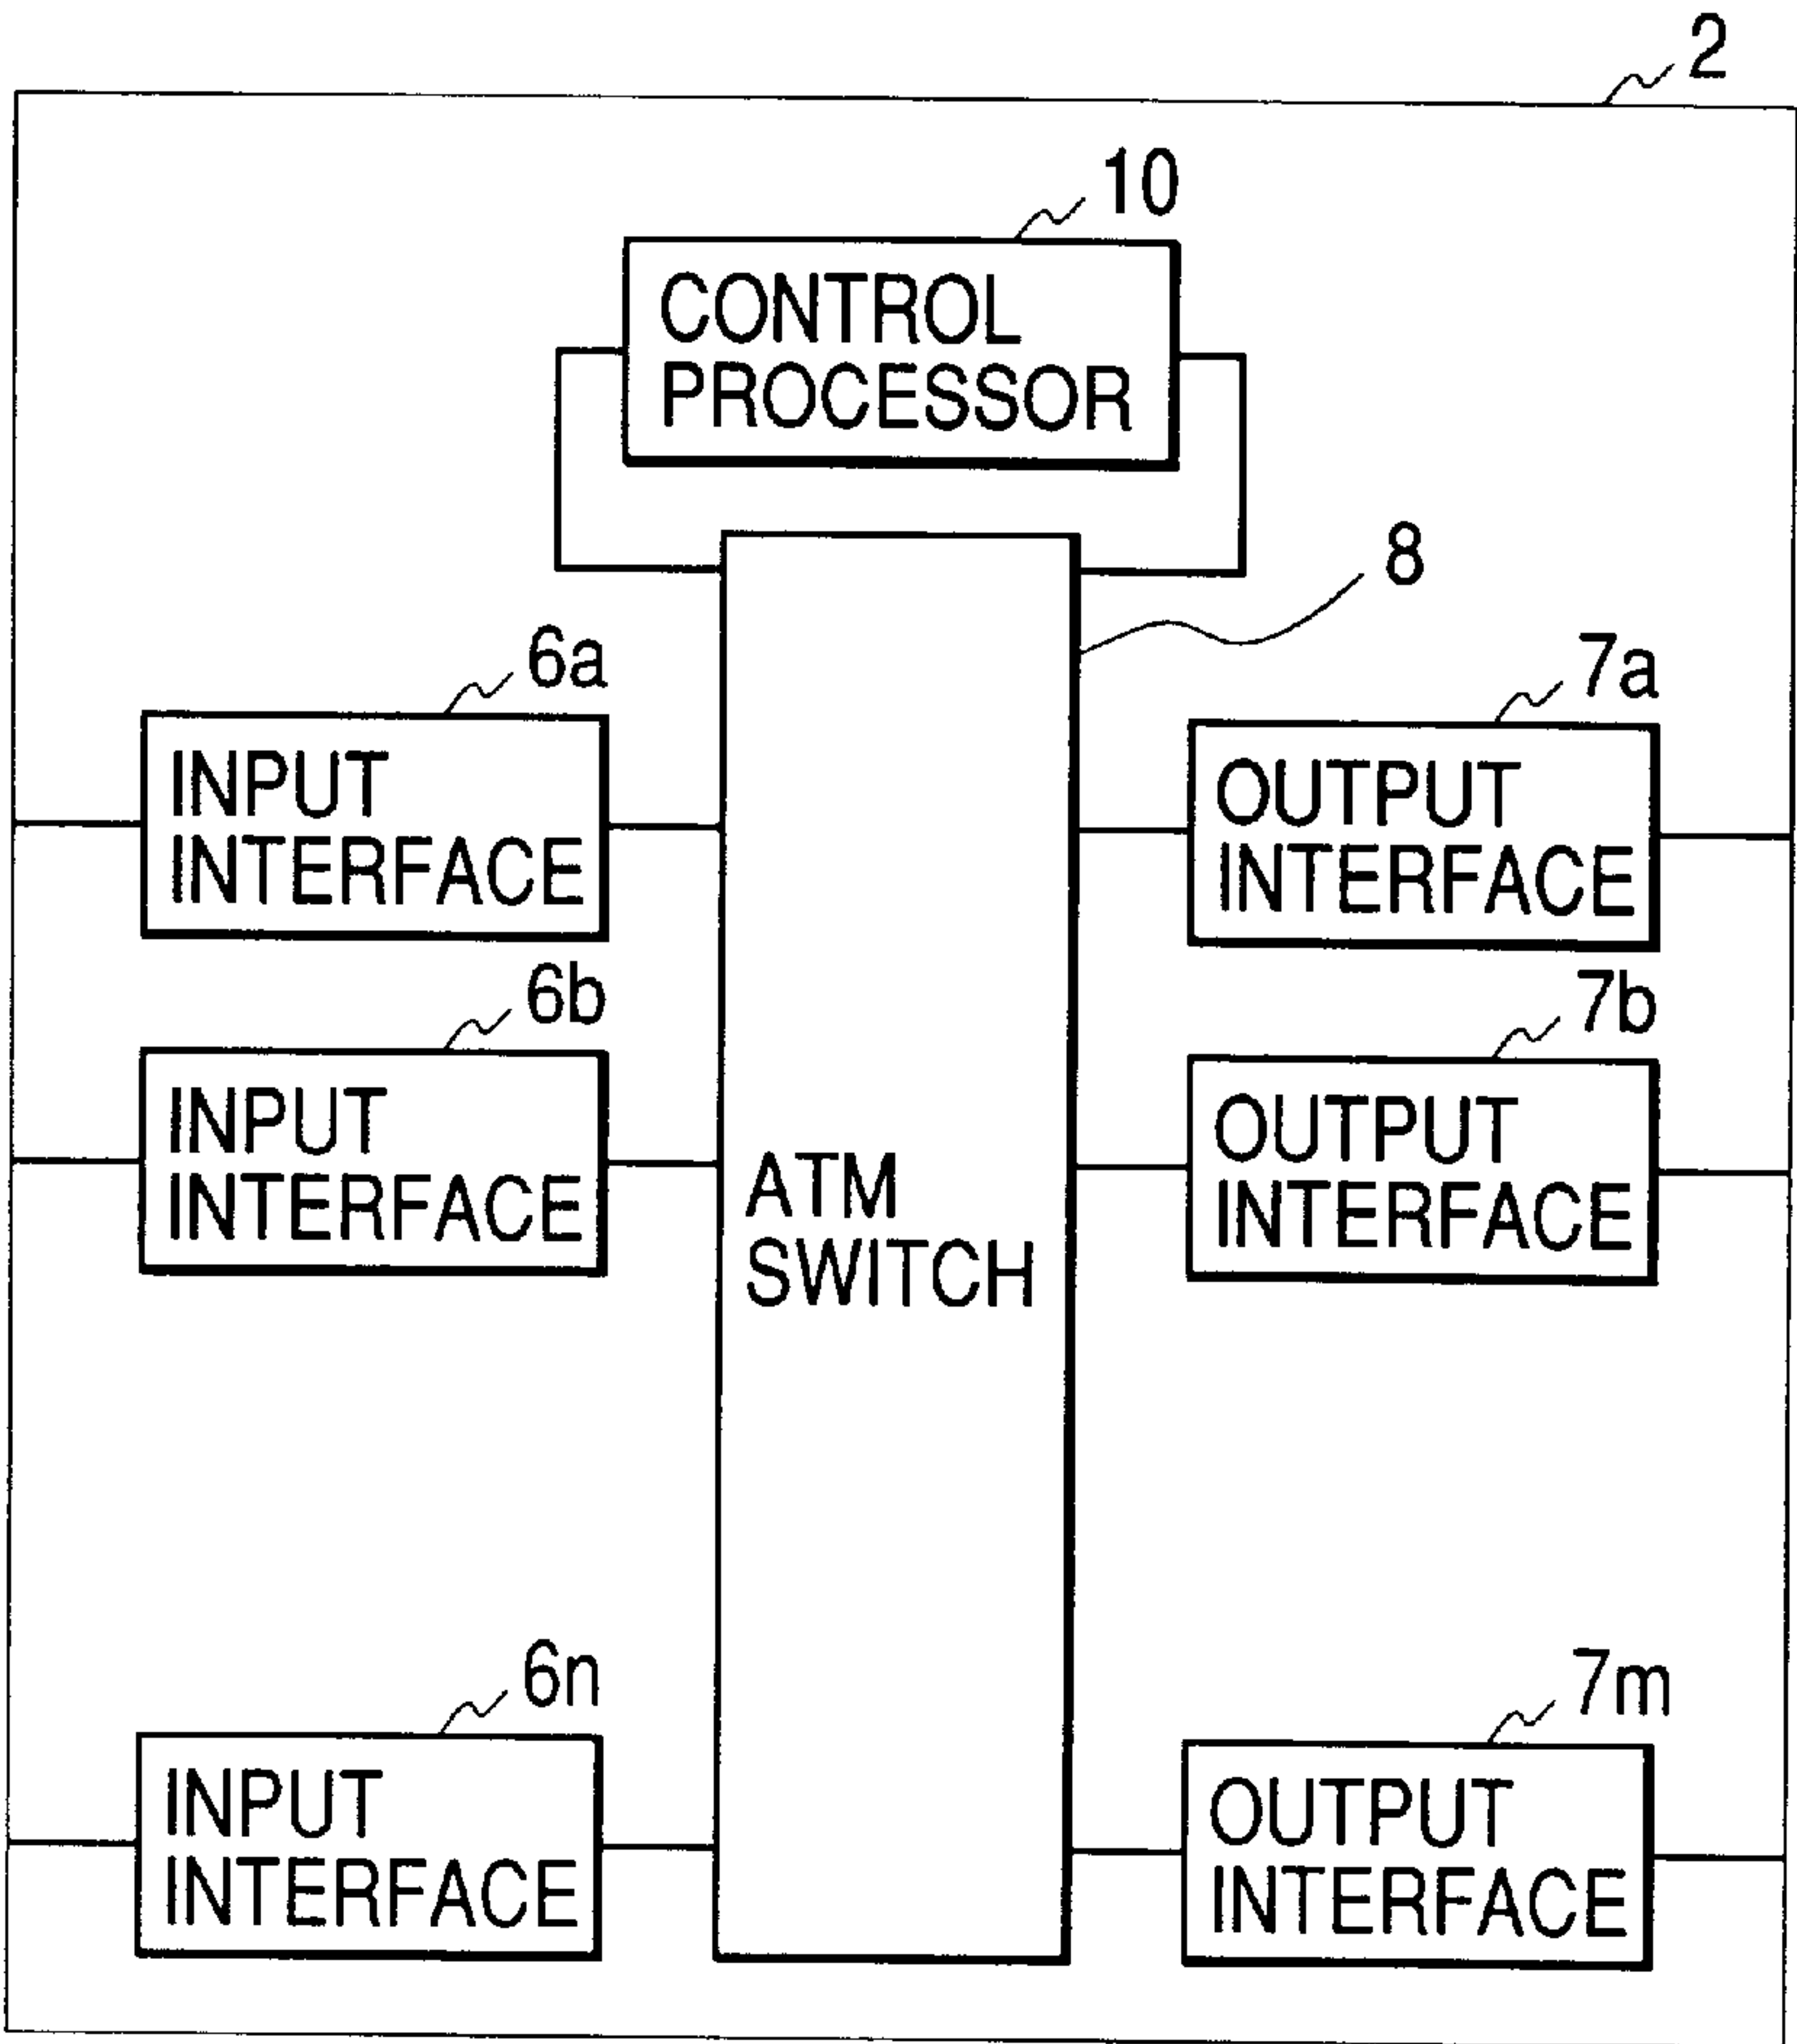 2
10
CONTROL
PROCESSOR
8
6a
INPUT
INTERFACE
7a
OUTPUT
INTERFACE
6b
INPUT
INTERFACE
7b
OUTPUT
INTERFACE
ATM
SWITCH
6n
INPUT
INTERFACE
7m
OUTPUT
INTERFACE